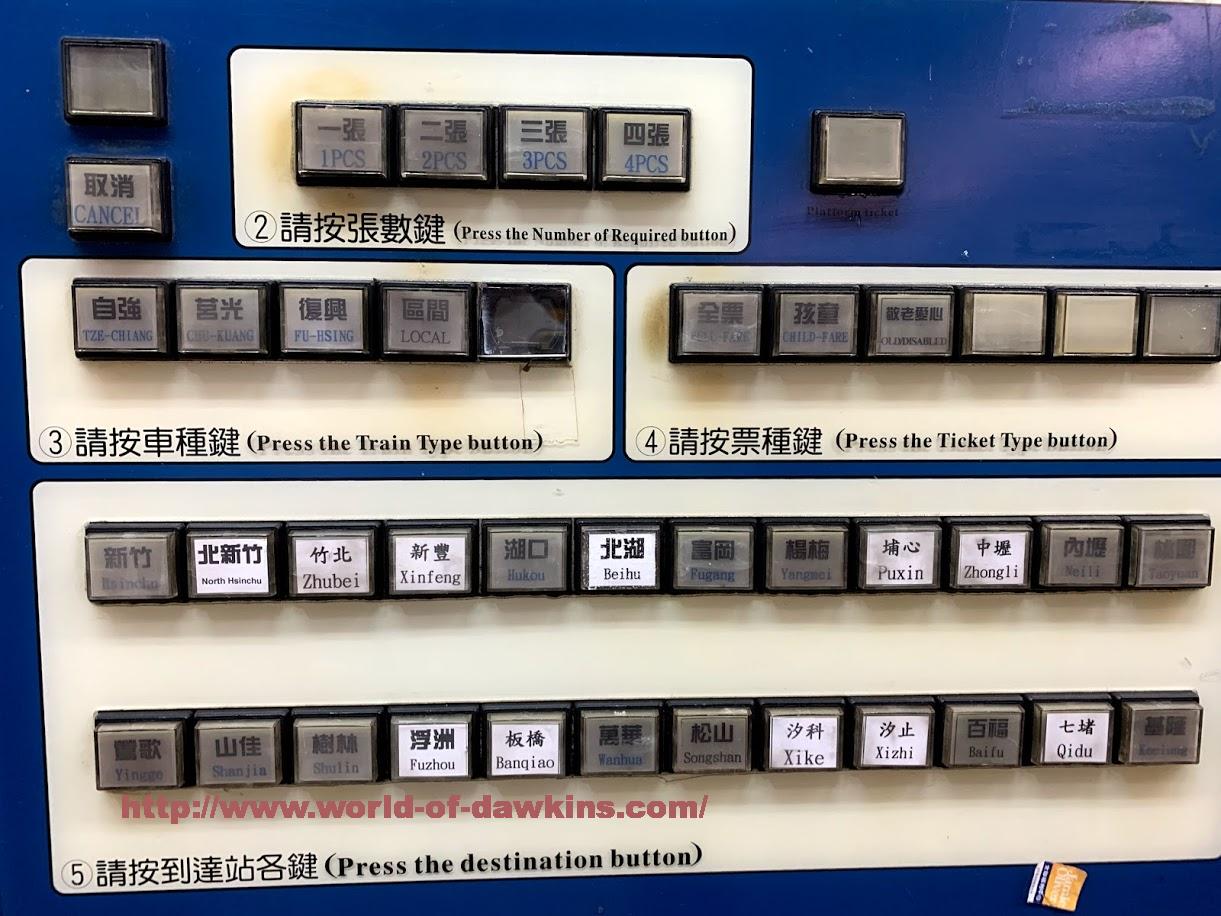 取消
CANCEL
一張
1PCS
二張
2PCS
三張
3PCS
四張
4PCS
②請按張數鍵(Press the Number of Required button)
Platform ticket
自強
TZE-CHIANG
莒光
CHU-KUANG
復興
FU-HSING
區間
LOCAL
③請按車種鍵(Press the Train Type button)
全票
FULL-FARE
孩童
CHILD-FARE
敬老愛心
OLD/DISABLED
④請按票種鍵 (Press the Ticket Type button)
新竹
Hsinchu
北新竹
North Hsinchu
竹北
Zhubei
新豐
Xinfeng
湖口
Hukou
北湖
Beihu
富岡
Fugang
楊梅
Yangmei
埔心
Puxin
中壢
Zhongli
內壢
Neili
桃園
Taoyuan
鶯歌
Yingge
山佳
Shanjia
樹林
Shulin
浮洲
Fuzhou
板橋
Banqiao
萬華
Wanhua
松山
Songshan
汐科
Xike
汐止
Xizhi
百福
Baifu
七堵
Qidu
基隆
Keelung
http://www.world-of-dawkins.com/
⑤請按到達站各鍵(Press the destination button)